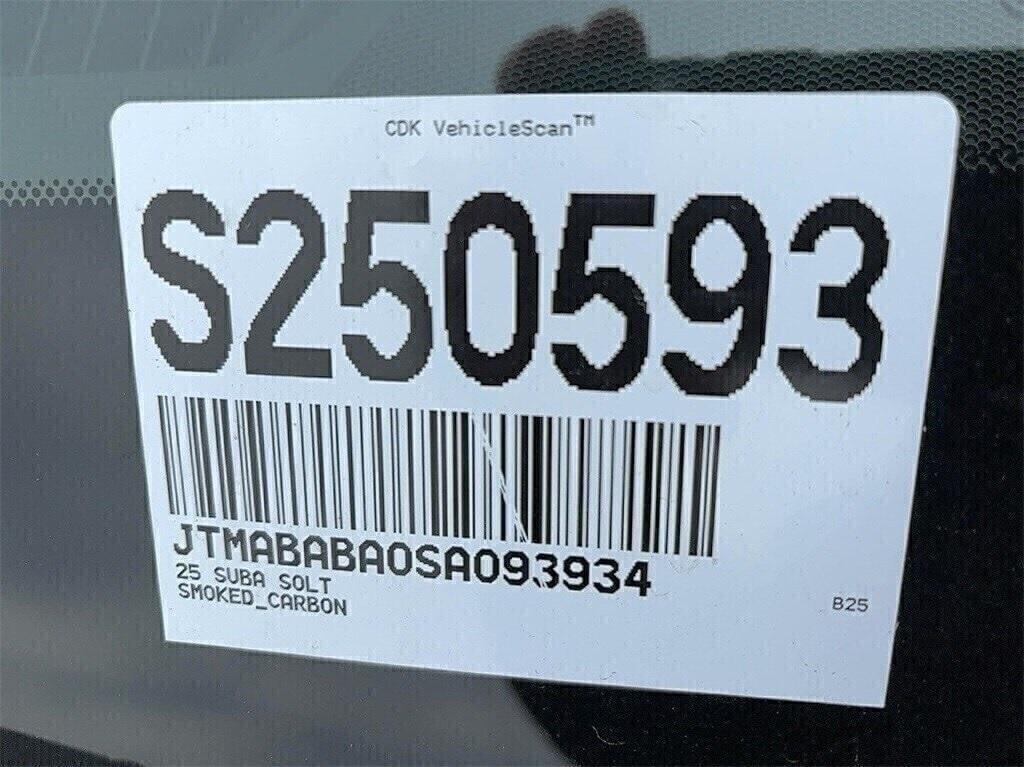 CDK VehicleScan™
S250593
JTMABABA0SA093934
25 SUBA SOLT
SMOKED_CARBON
B25